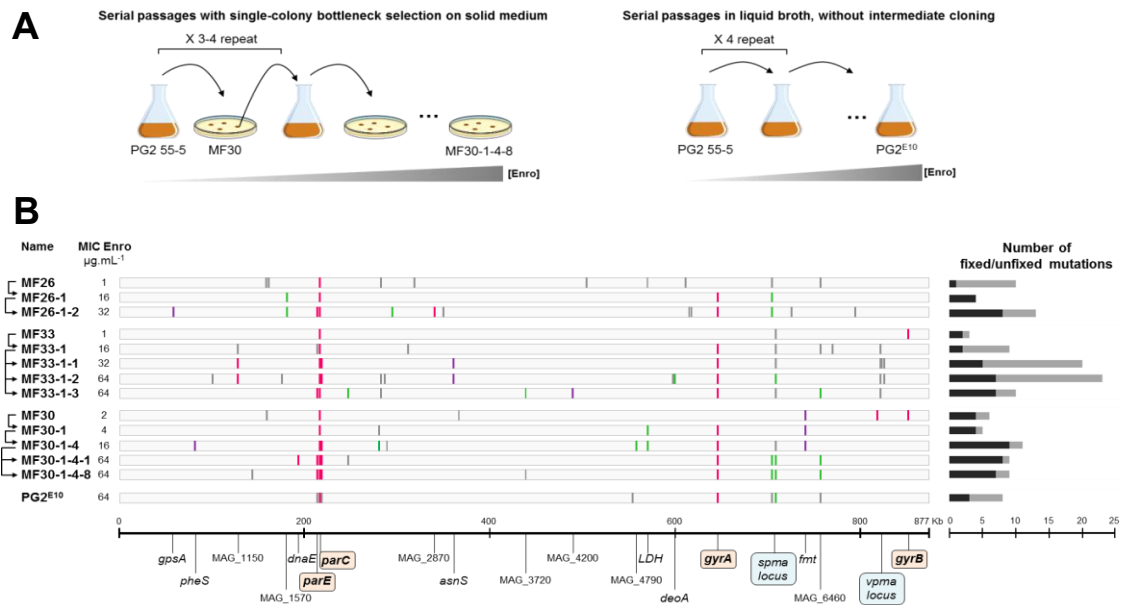 A
Serial passages with single-colony bottleneck selection on solid medium
X 3-4 repeat
PG2 55-5
MF30
...
MF30-1-4-8
[Enro]
Serial passages in liquid broth, without intermediate cloning
X 4 repeat
PG2 55-5
...
PG2E10
[Enro]
B
Name MIC Enro
µg.mL-1
Number of
fixed/unfixed mutations
MF26 1
MF26-1 16
MF26-1-2 32
MF33 1
MF33-1 16
MF33-1-1 32
MF33-1-2 64
MF33-1-3 64
MF30 2
MF30-1 4
MF30-1-4 16
MF30-1-4-1 64
MF30-1-4-8 64
PG2E10 64
0 200 400 600 800 877 Kb
0 5 10 15 20 25
gpsA MAG_1150 dnaE parC MAG_2870 MAG_4200 LDH gyrA spma locus fmt gyrB
pheS parE asnS MAG_3720 MAG_4790 vpma locus
MAG_1570 deoA MAG_6460